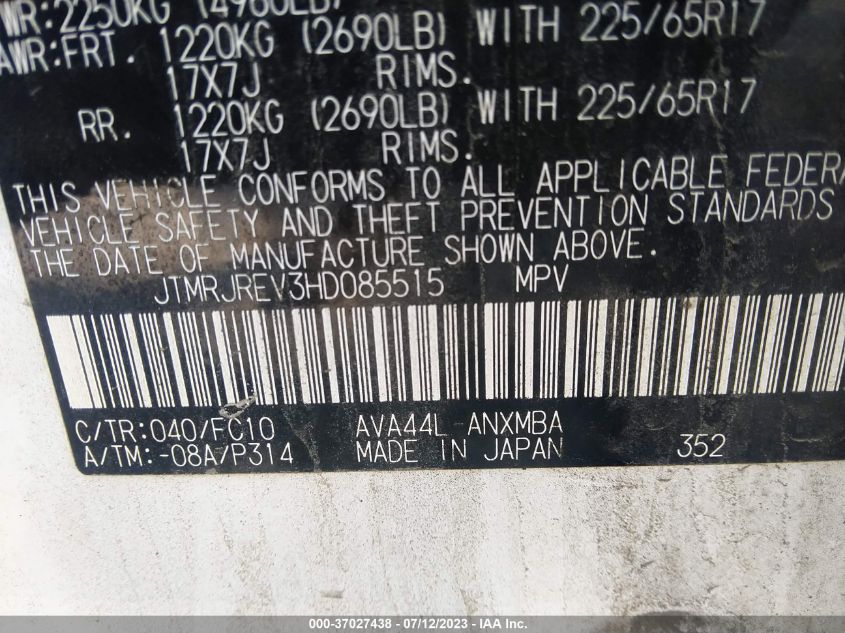 WR:2250KG (4960LB)
AWR:FRT. 1220KG (2690LB) WITH 225/65R17
17X7J RIMS.
RR. 1220KG (2690LB) WITH 225/65R17
17X7J RIMS.
THIS VEHICLE CONFORMS TO ALL APPLICABLE FEDERA
VEHICLE SAFETY AND THEFT PREVENTION STANDARDS
THE DATE OF MANUFACTURE SHOWN ABOVE.
JTMRJREV3HD085515 MPV
C/TR:040/FC10 AVA44L-ANXMBA
A/TM:-08A/P314 MADE IN JAPAN 352
000-37027438 - 07/12/2023 - © IAA, Inc.